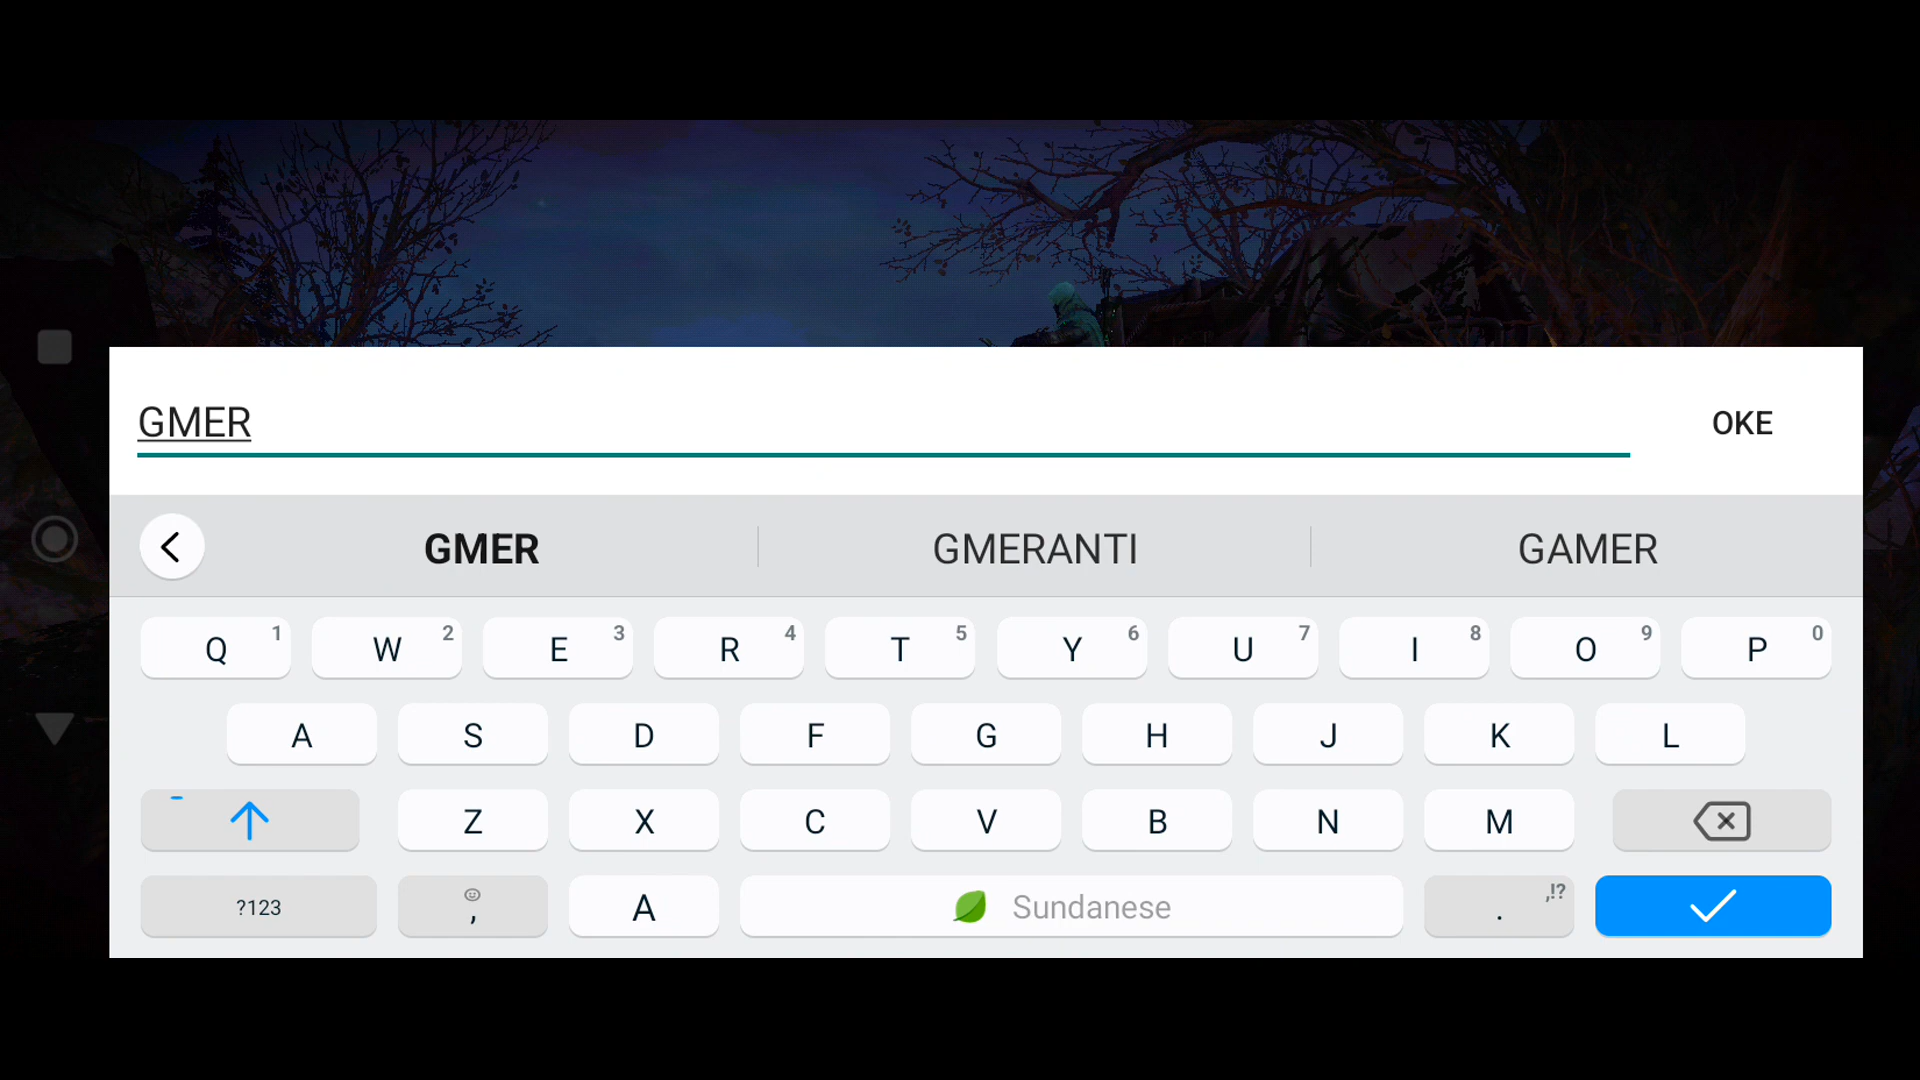 GMER
OKE
GMER GMERANTI GAMER
Q 1 W 2 E 3 R 4 T 5 Y 6 U 7 I 8 O 9 P 0
A S D F G H J K L
Z X C V B N M
?123 , A Sundanese . ,!?